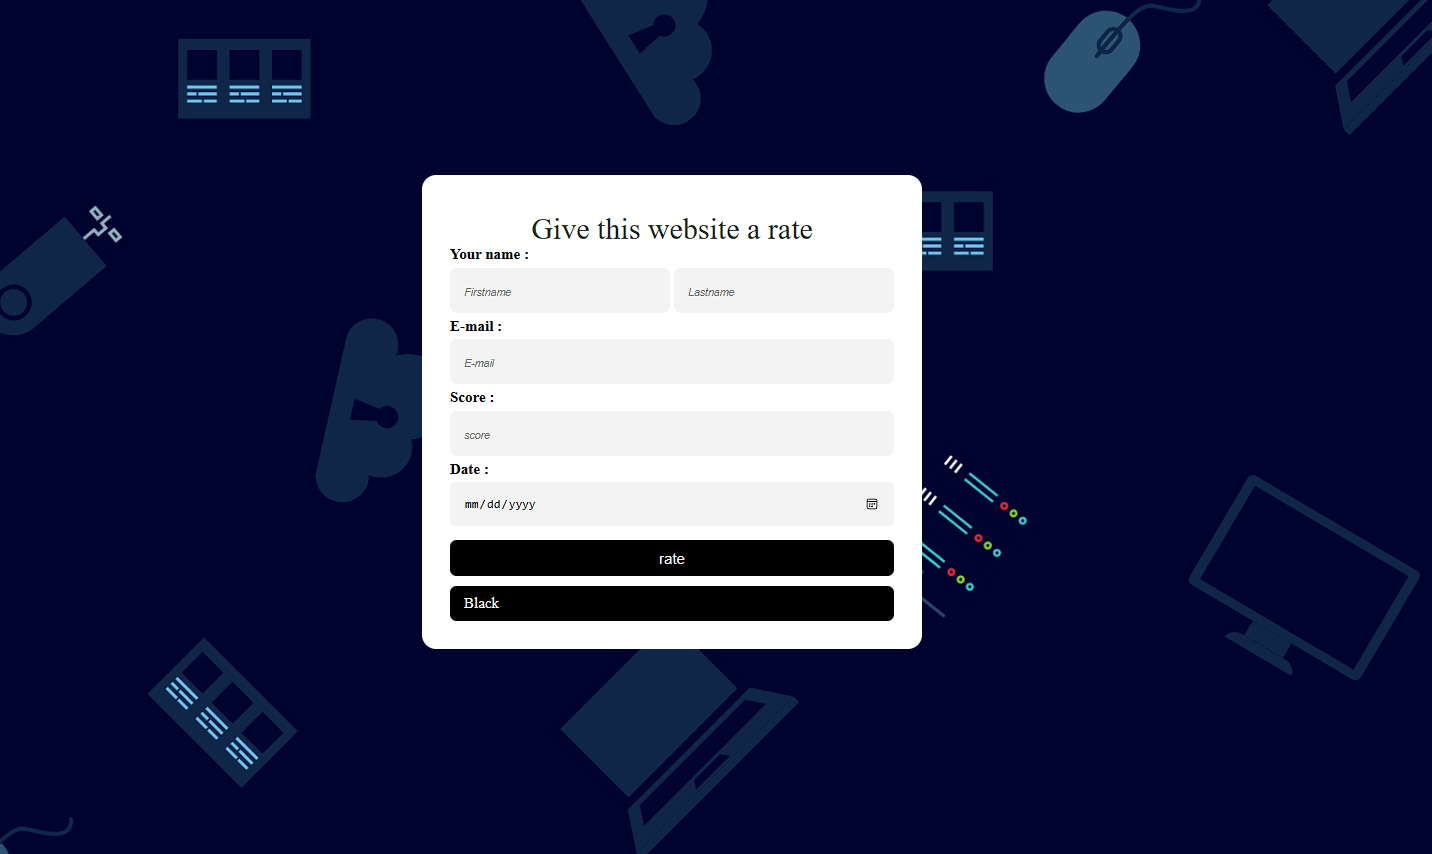 Give this website a rate
Your name :
Firstname Lastname
E-mail :
E-mail
Score :
score
Date :
mm/dd/yyyy
rate
Black